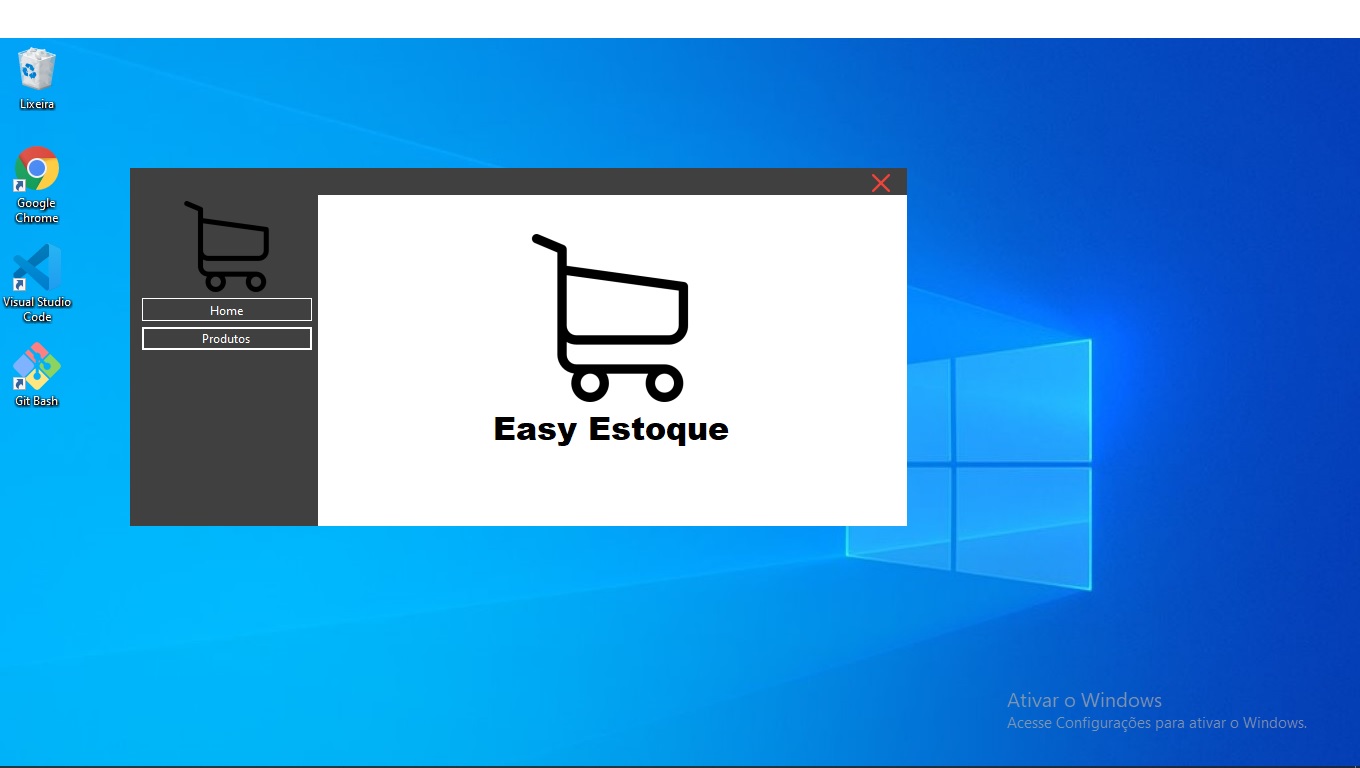 Lixeira
Google
Chrome
Visual Studio
Code
Git Bash
Home
Produtos
Easy Estoque
Ativar o Windows
Acesse Configurações para ativar o Windows.